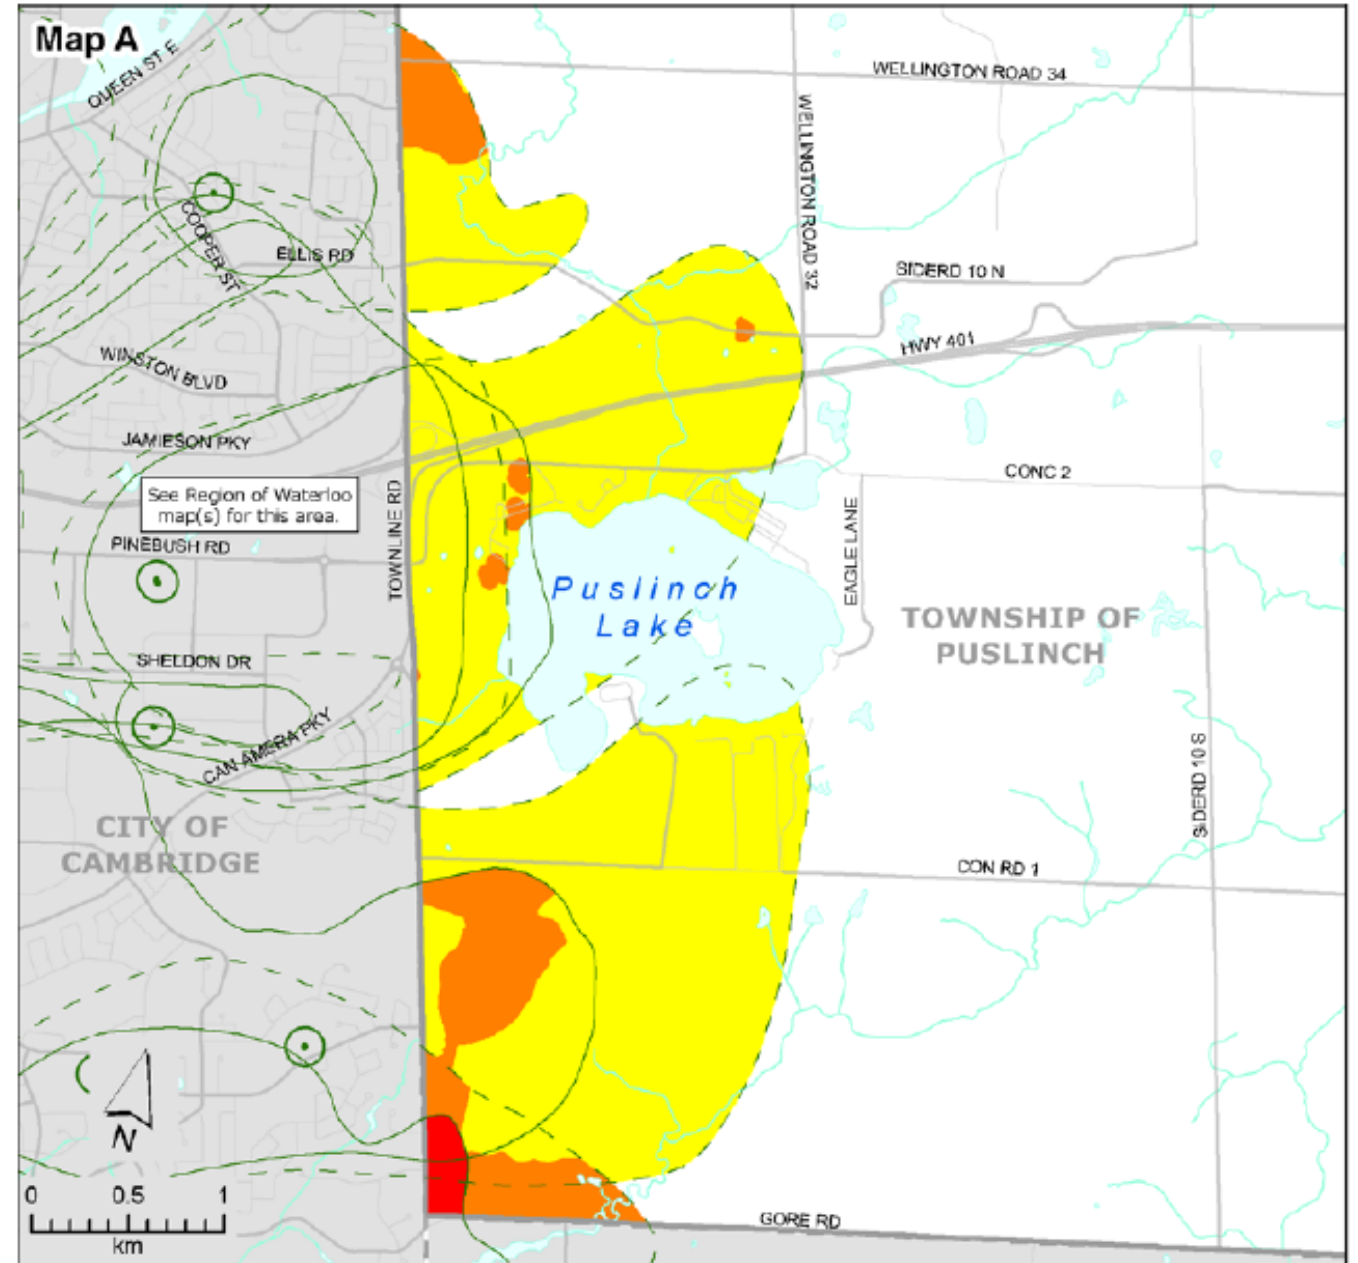 Map A
QUEEN ST E
WELLINGTON ROAD 34
WELLINGTON ROAD 32
COOPER ST
ELLIS RD
SIDERD 10 N
HWY 401
WINSTON BLVD
JAMIESON PKY
CONC 2
See Region of Waterloo
map(s) for this area.
TOWNLINE RD
EAGLE LANE
PINEBUSH RD
Puslinch
Lake
TOWNSHIP OF
PUSLINCH
SHELDON DR
CAN AMERA PKY
SIDERD 10 S
CITY OF
CAMBRIDGE
CON RD 1
N
0 0.5 1
km
GORE RD